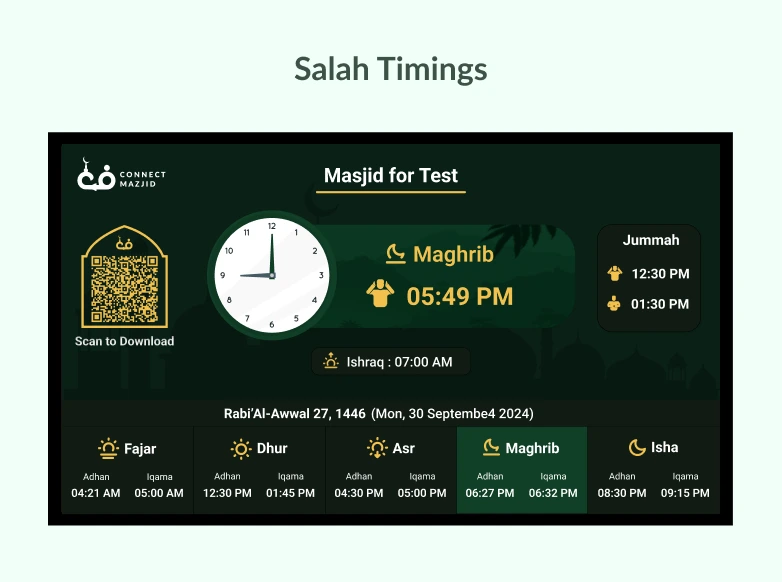 Salah Timings
CONNECT
MAZJID
Masjid for Test
12
11
1
10
2
9
3
8
4
7
5
6
Maghrib
05:49 PM
Jummah
12:30 PM
01:30 PM
Scan to Download
Ishraq : 07:00 AM
Rabi'Al-Awwal 27, 1446 (Mon, 30 Septembe4 2024)
Fajar
Adhan Iqama
04:21 AM 05:00 AM
Dhur
Adhan Iqama
12:30 PM 01:45 PM
Asr
Adhan Iqama
04:30 PM 05:00 PM
Maghrib
Adhan Iqama
06:27 PM 06:32 PM
Isha
Adhan Iqama
08:30 PM 09:15 PM